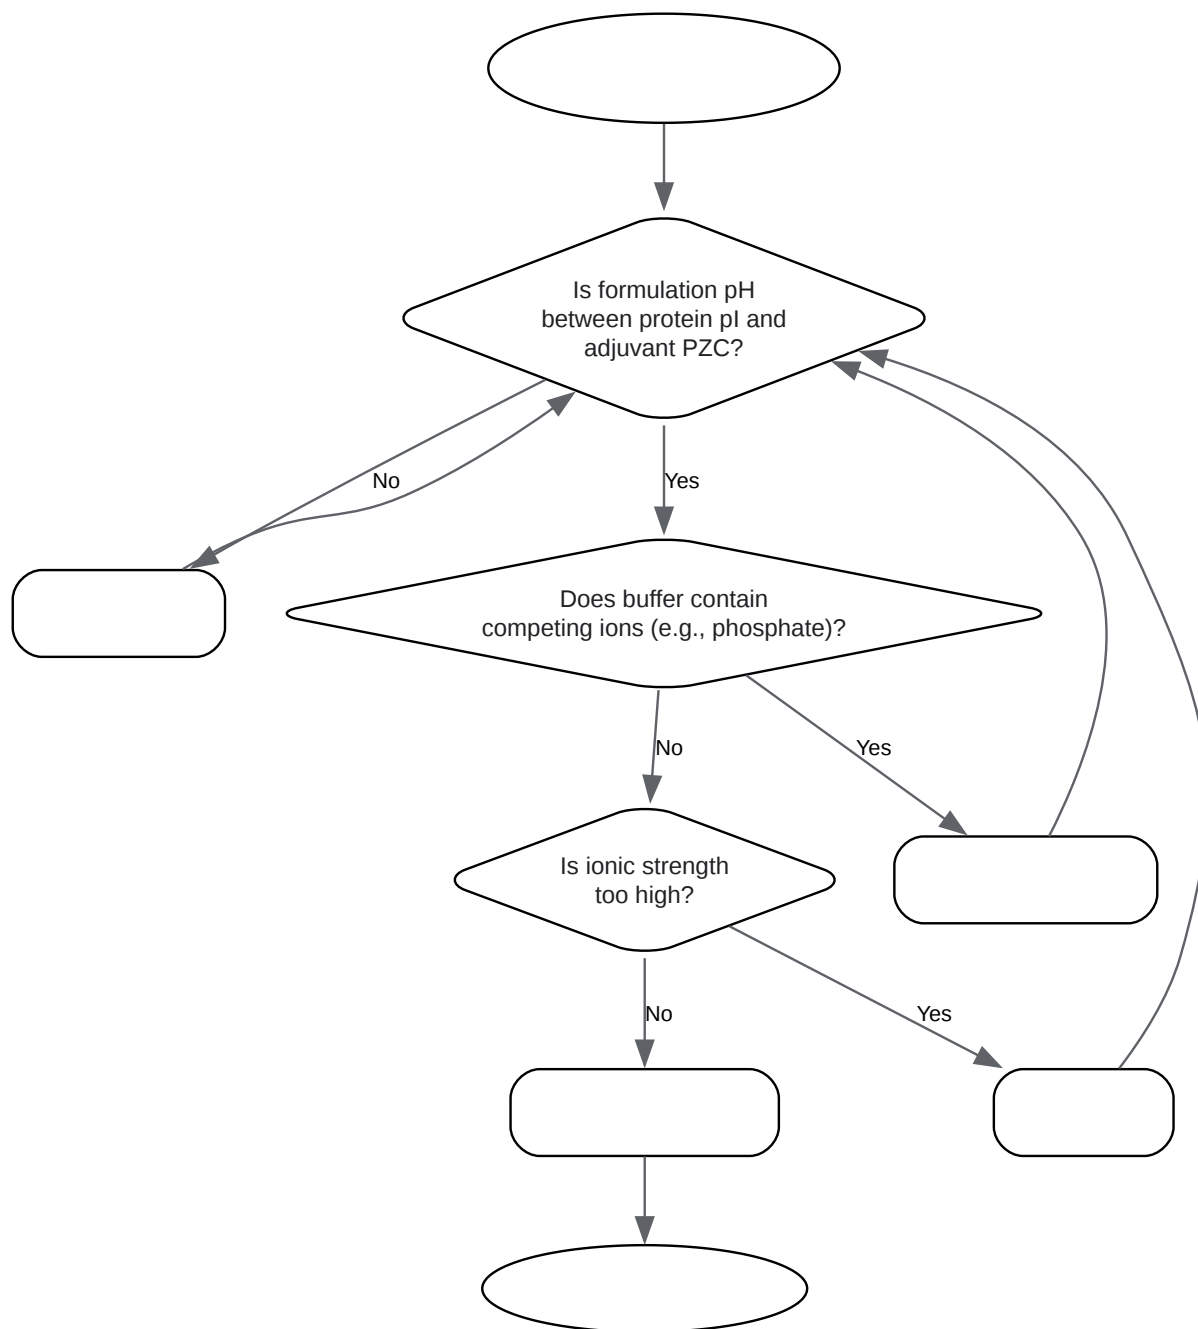 Is formulation pH
between protein pI and
adjuvant PZC?
No
Yes
Does buffer contain
competing ions (e.g., phosphate)?
No
Yes
Is ionic strength
too high?
No
Yes